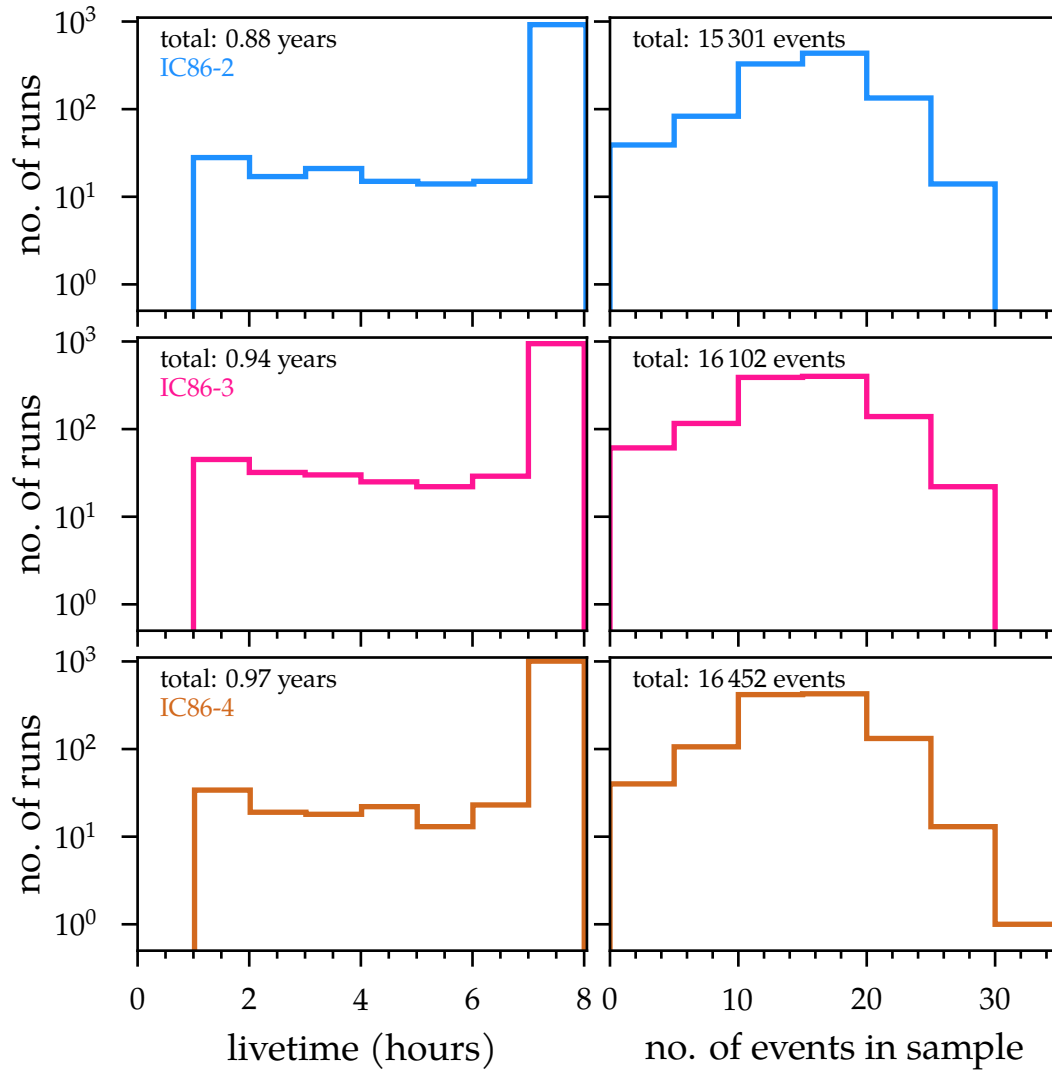 10³
10²
10¹
10⁰
no. of runs
total: 0.88 years
IC86-2
total: 15 301 events
10³
10²
10¹
10⁰
no. of runs
total: 0.94 years
IC86-3
total: 16 102 events
10³
10²
10¹
10⁰
no. of runs
total: 0.97 years
IC86-4
total: 16 452 events
0 2 4 6 8
0 10 20 30
livetime (hours)
no. of events in sample